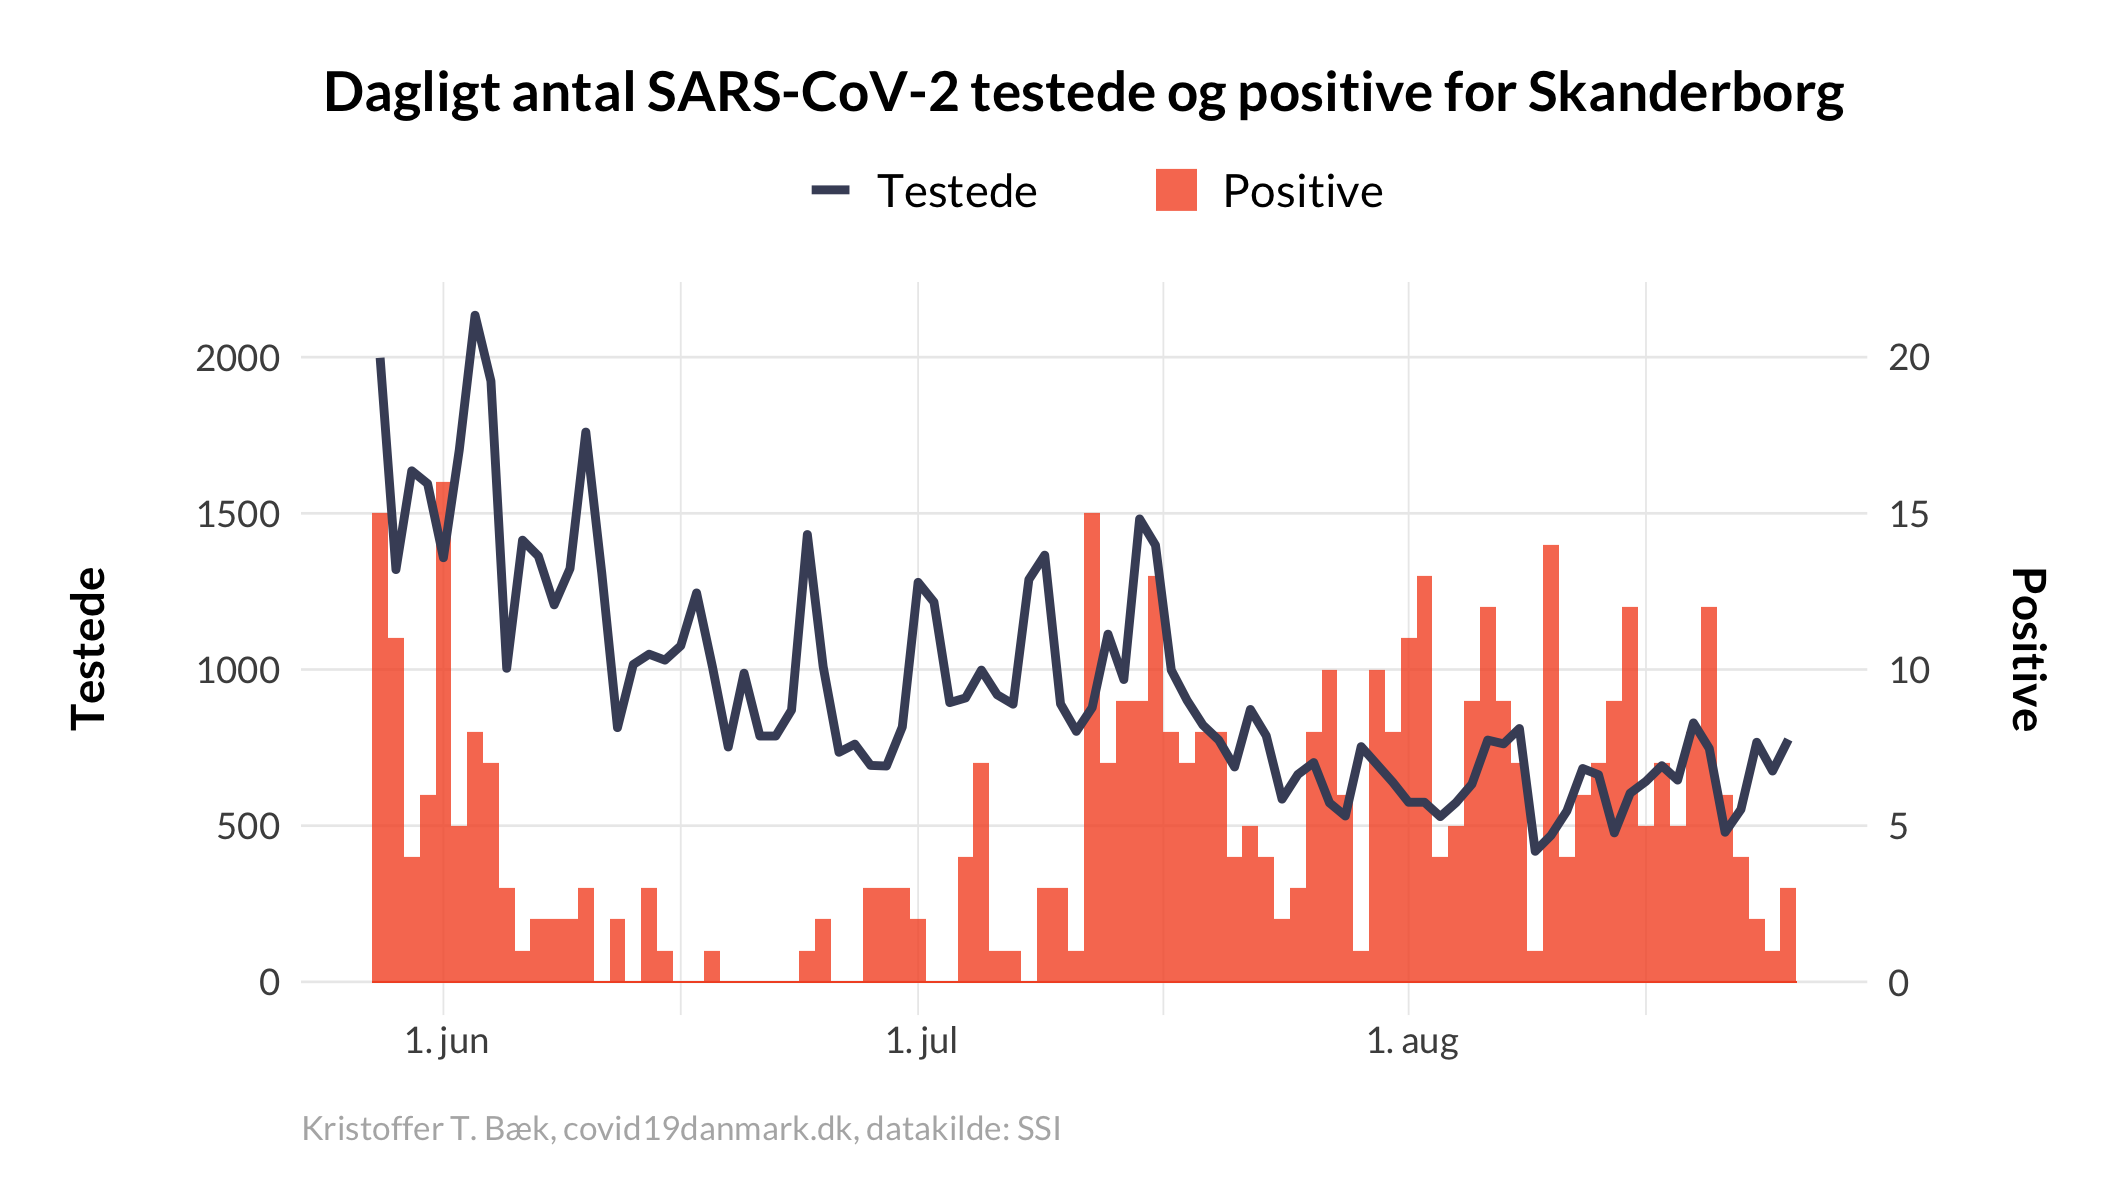 Dagligt antal SARS-CoV-2 testede og positive for Skanderborg
Testede
Positive
2000
1500
1000
500
0
20
15
10
5
0
Testede
Positive
1. jun
1. jul
1. aug
Kristoffer T. Bæk, covid19danmark.dk, datakilde: SSI